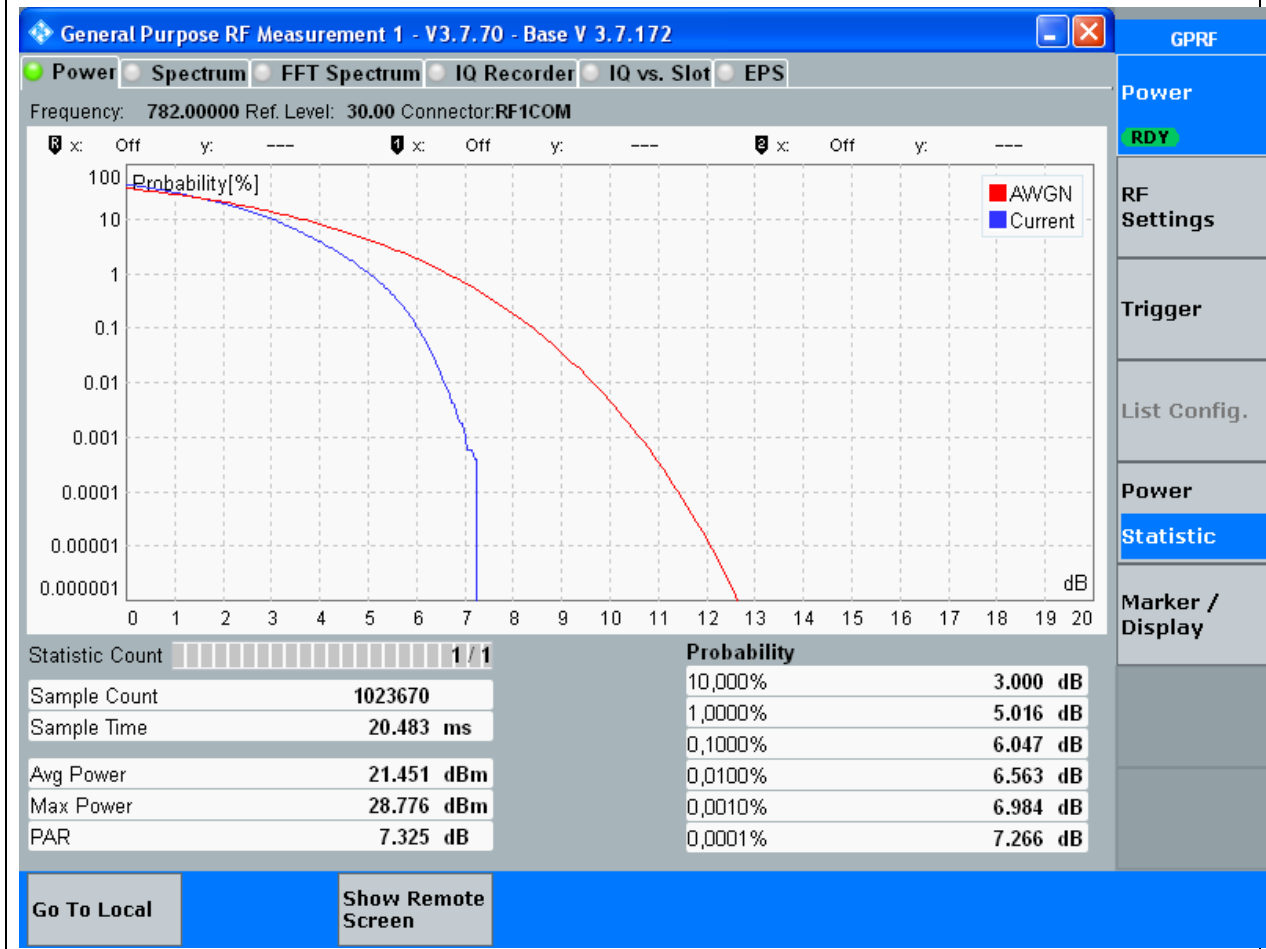 General Purpose RF Measurement 1 - V3.7.70 - Base V 3.7.172
GPRF
Power Spectrum FFT Spectrum IQ Recorder IQ vs. Slot EPS
Power
RDY
Frequency: 782.00000 Ref. Level: 30.00 Connector:RF1COM
R x: Off y: --- 1 x: Off y: --- 2 x: Off y: ---
Probability[%]
AWGN
Current
100
10
1
0.1
0.01
0.001
0.0001
0.00001
0.000001
dB
0 1 2 3 4 5 6 7 8 9 10 11 12 13 14 15 16 17 18 19 20
RF Settings
Trigger
List Config.
Power
Statistic
Marker / Display
Statistic Count 1 / 1
Sample Count 1023670
Sample Time 20.483 ms
Avg Power 21.451 dBm
Max Power 28.776 dBm
PAR 7.325 dB
Probability
10,000% 3.000 dB
1,0000% 5.016 dB
0,1000% 6.047 dB
0,0100% 6.563 dB
0,0010% 6.984 dB
0,0001% 7.266 dB
Go To Local
Show Remote Screen